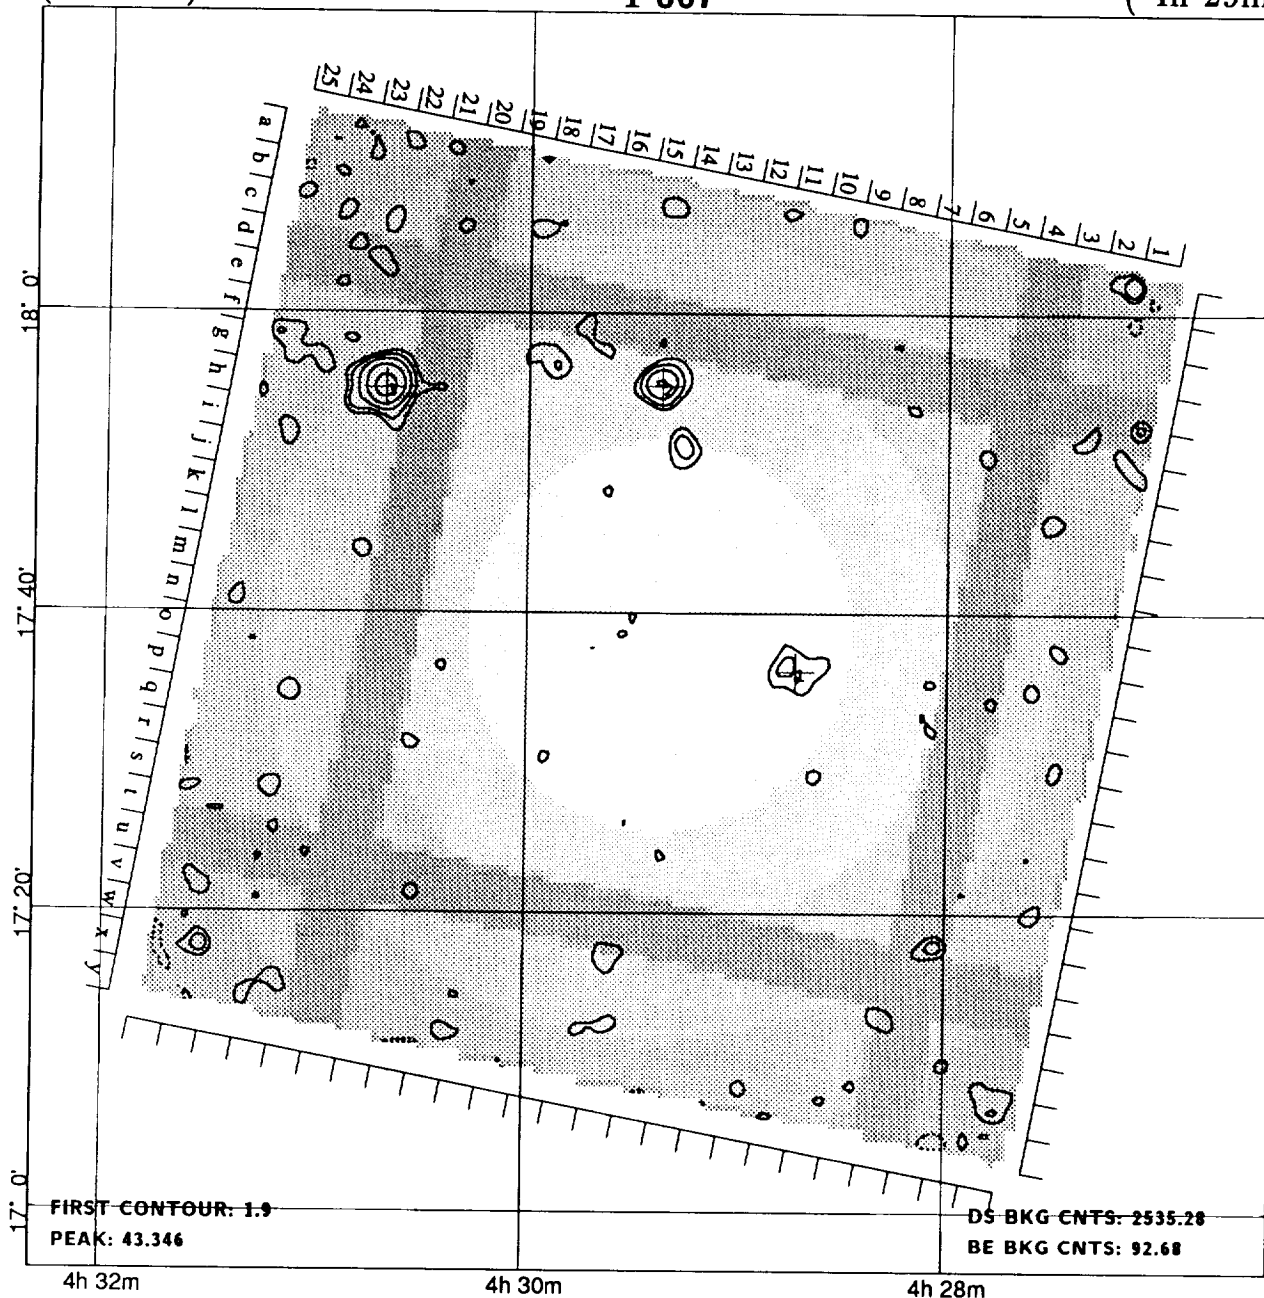 25 24 23 22 21 20 19 18 17 16 15 14 13 12 11 10 9 8 7 6 5 4 3 2 1
a b c d e f g h i j k l m n o p q r s t u v w x y
18° 0'
17° 40'
17° 20'
17° 0'
FIRST CONTOUR: 1.9
PEAK: 43.346
DS BKG CNTS: 2535.28
BE BKG CNTS: 92.68
4h 32m 4h 30m 4h 28m